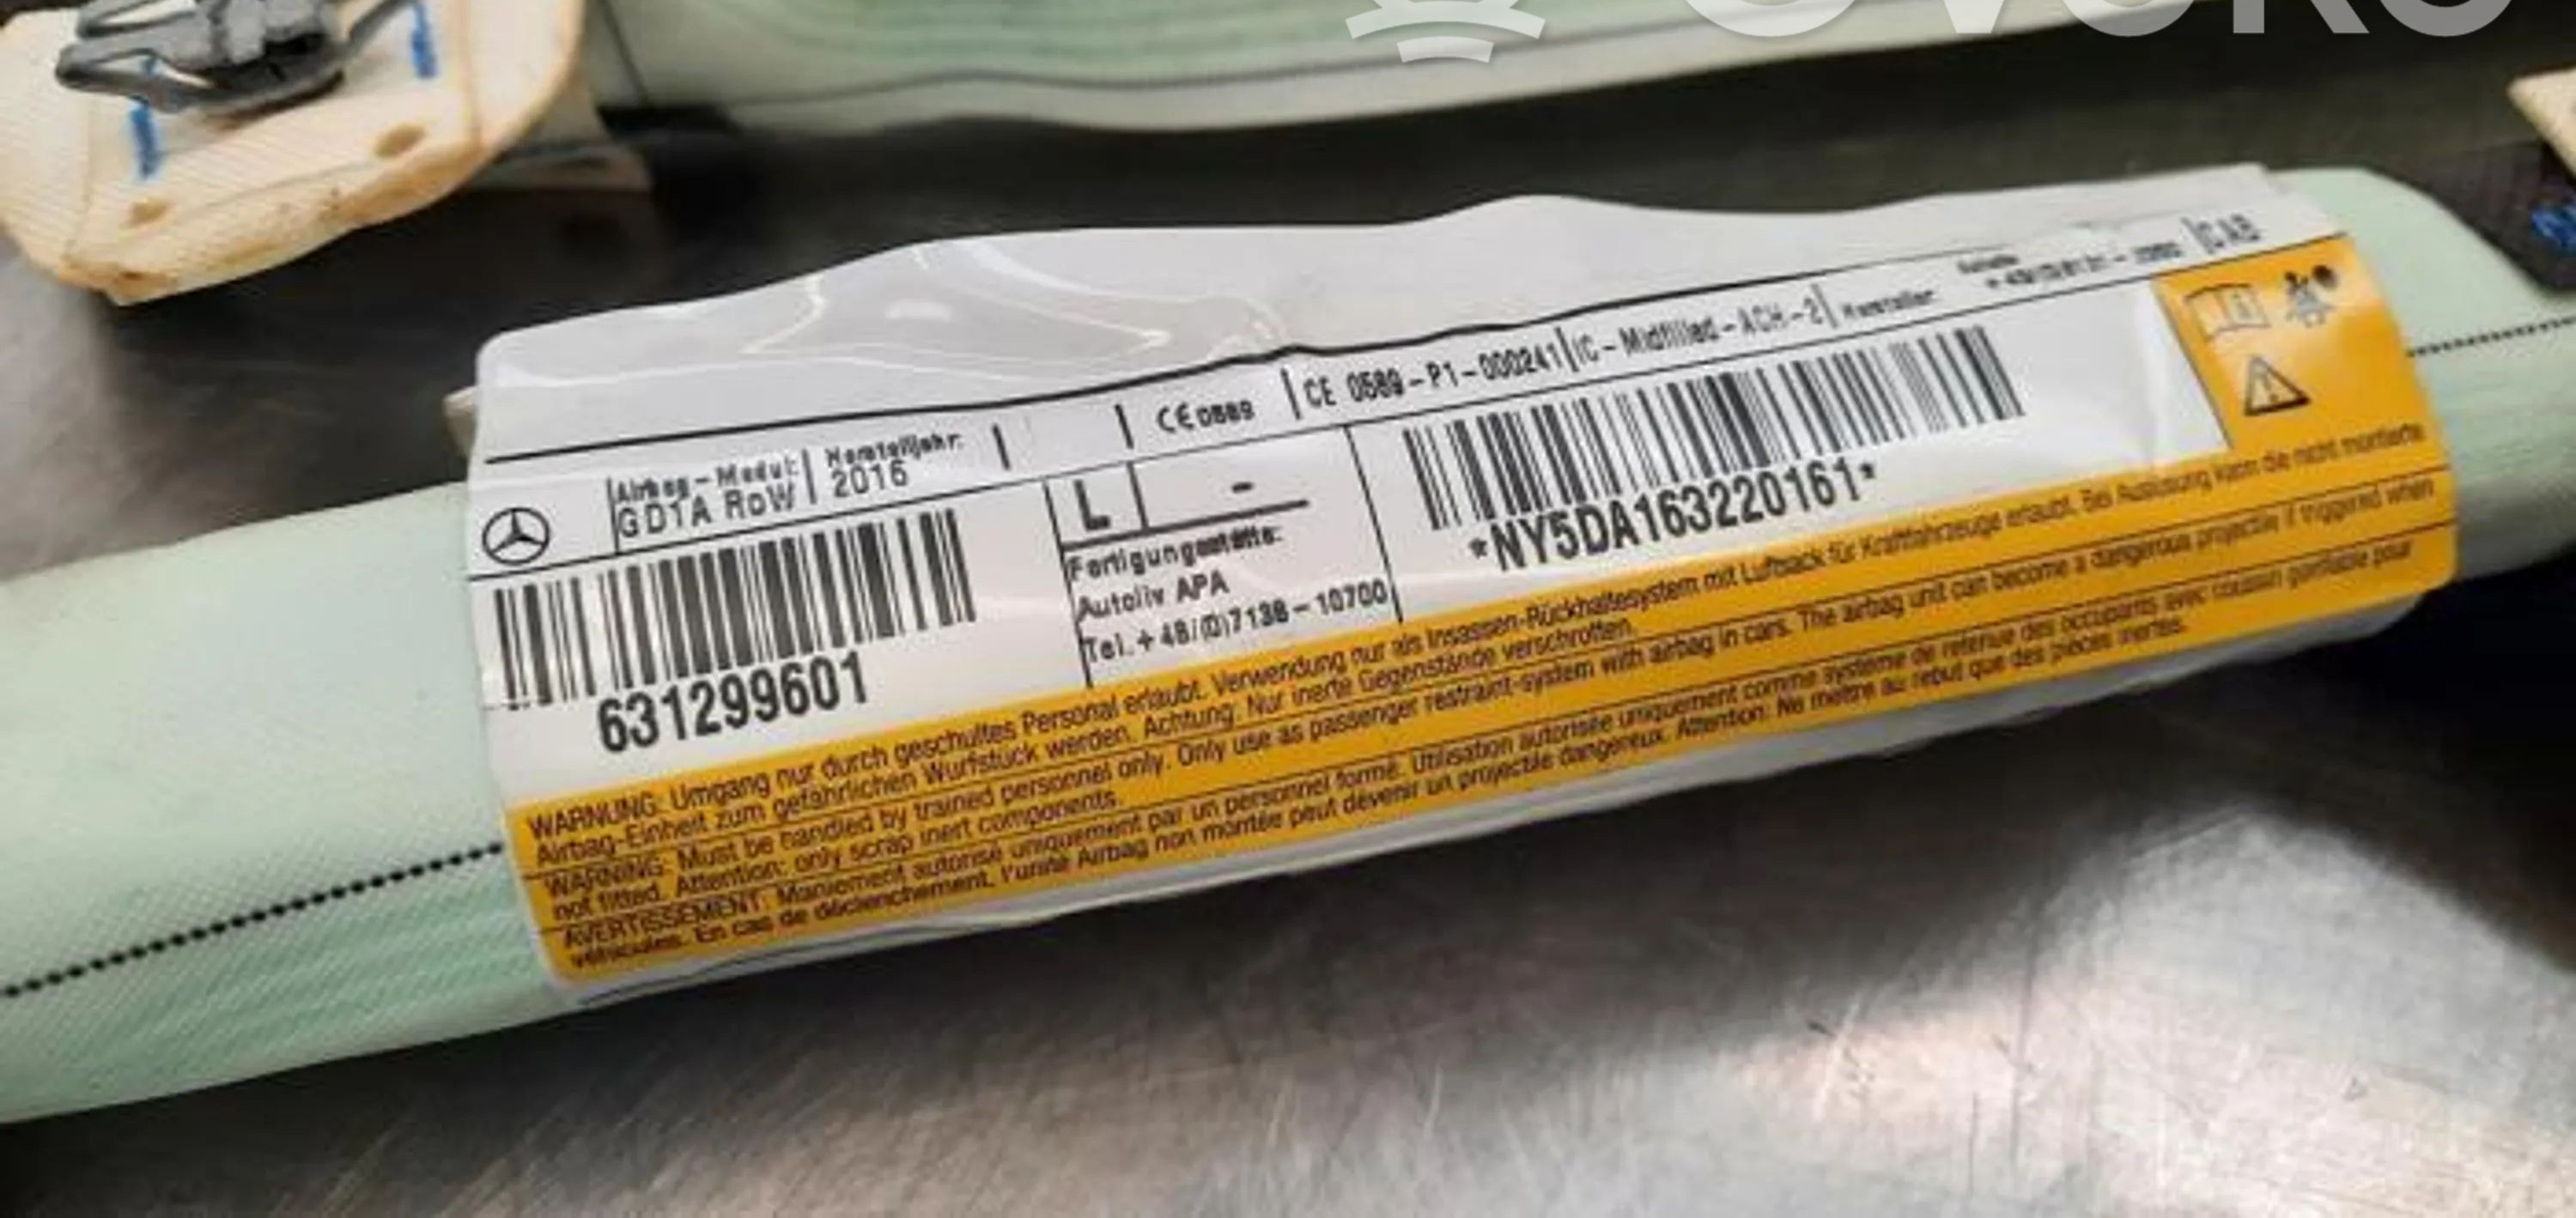 Airbag-Modul:
GD1A RoW
Herstelljahr:
2016
CE 0589
CE 0589-P1-000241
IC-Midfilled-ACH-2
Hersteller:
CAB
631299601
L -
Fertigungsstätte:
Autoliv APA
Tel. +49/(0)7136-10700
*NY5DA163220161*
WARNUNG: Umgang nur durch geschultes Personal erlaubt. Verwendung nur als Insassen-Rückhaltesystem mit Luftsack für Kraftfahrzeuge erlaubt. Bei Auslösung kann die nicht montierte
Airbag-Einheit zum gefährlichen Wurfstück werden. Achtung: Nur inerte Gegenstände verschrotten.
WARNING: Must be handled by trained personnel only. Only use as passenger restraint-system with airbag in cars. The airbag unit can become a dangerous projectile if triggered when
not fitted. Attention: only scrap inert components.
AVERTISSEMENT: Maniement autorisé uniquement par un personnel formé. Utilisation autorisée uniquement comme système de retenue des occupants avec coussin gonflable pour
véhicules. En cas de déclenchement, l'unité Airbag non montée peut devenir un projectile dangereux. Attention: Ne mettre au rebut que des pièces inertes.